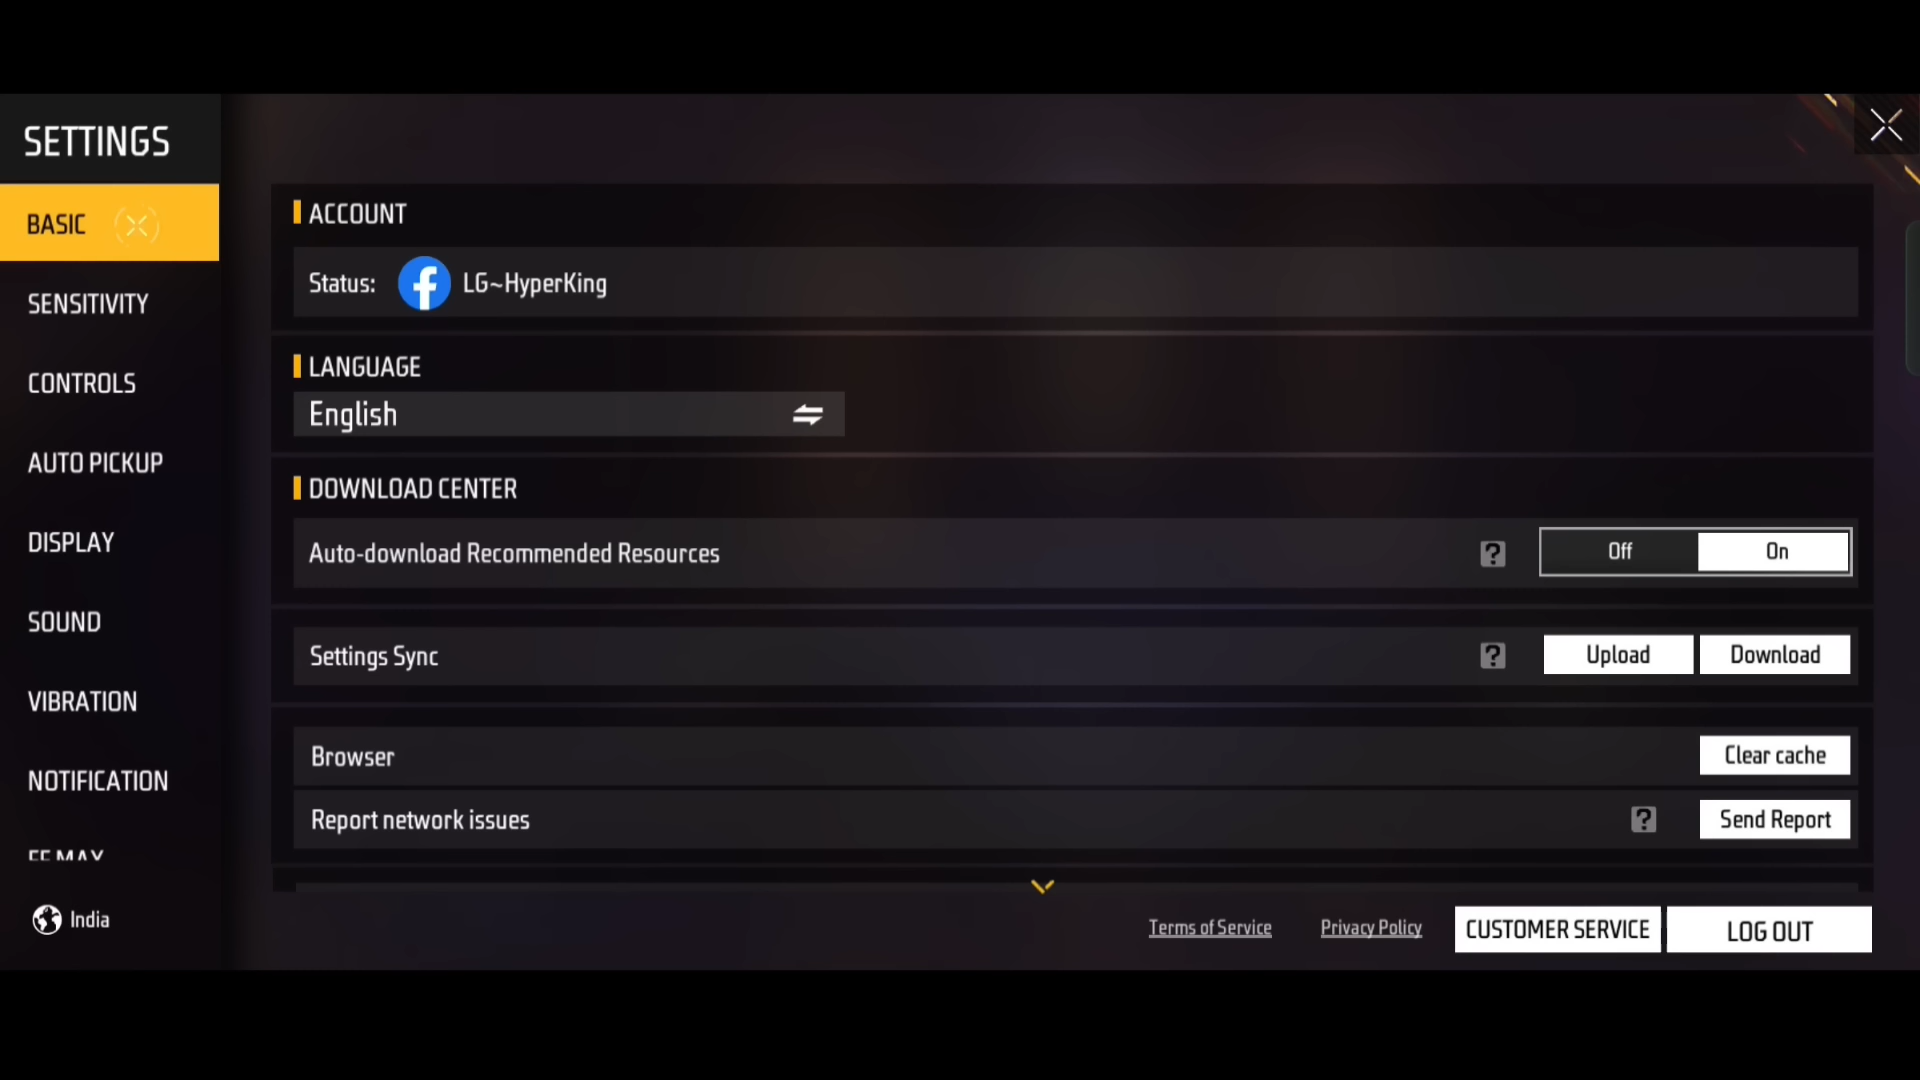 SETTINGS
BASIC
SENSITIVITY
CONTROLS
AUTO PICKUP
DISPLAY
SOUND
VIBRATION
NOTIFICATION
FF MAX
India
ACCOUNT
Status: LG~HyperKing
LANGUAGE
English
DOWNLOAD CENTER
Auto-download Recommended Resources ? Off On
Settings Sync ? Upload Download
Browser Clear cache
Report network issues ? Send Report
Terms of Service Privacy Policy CUSTOMER SERVICE LOG OUT